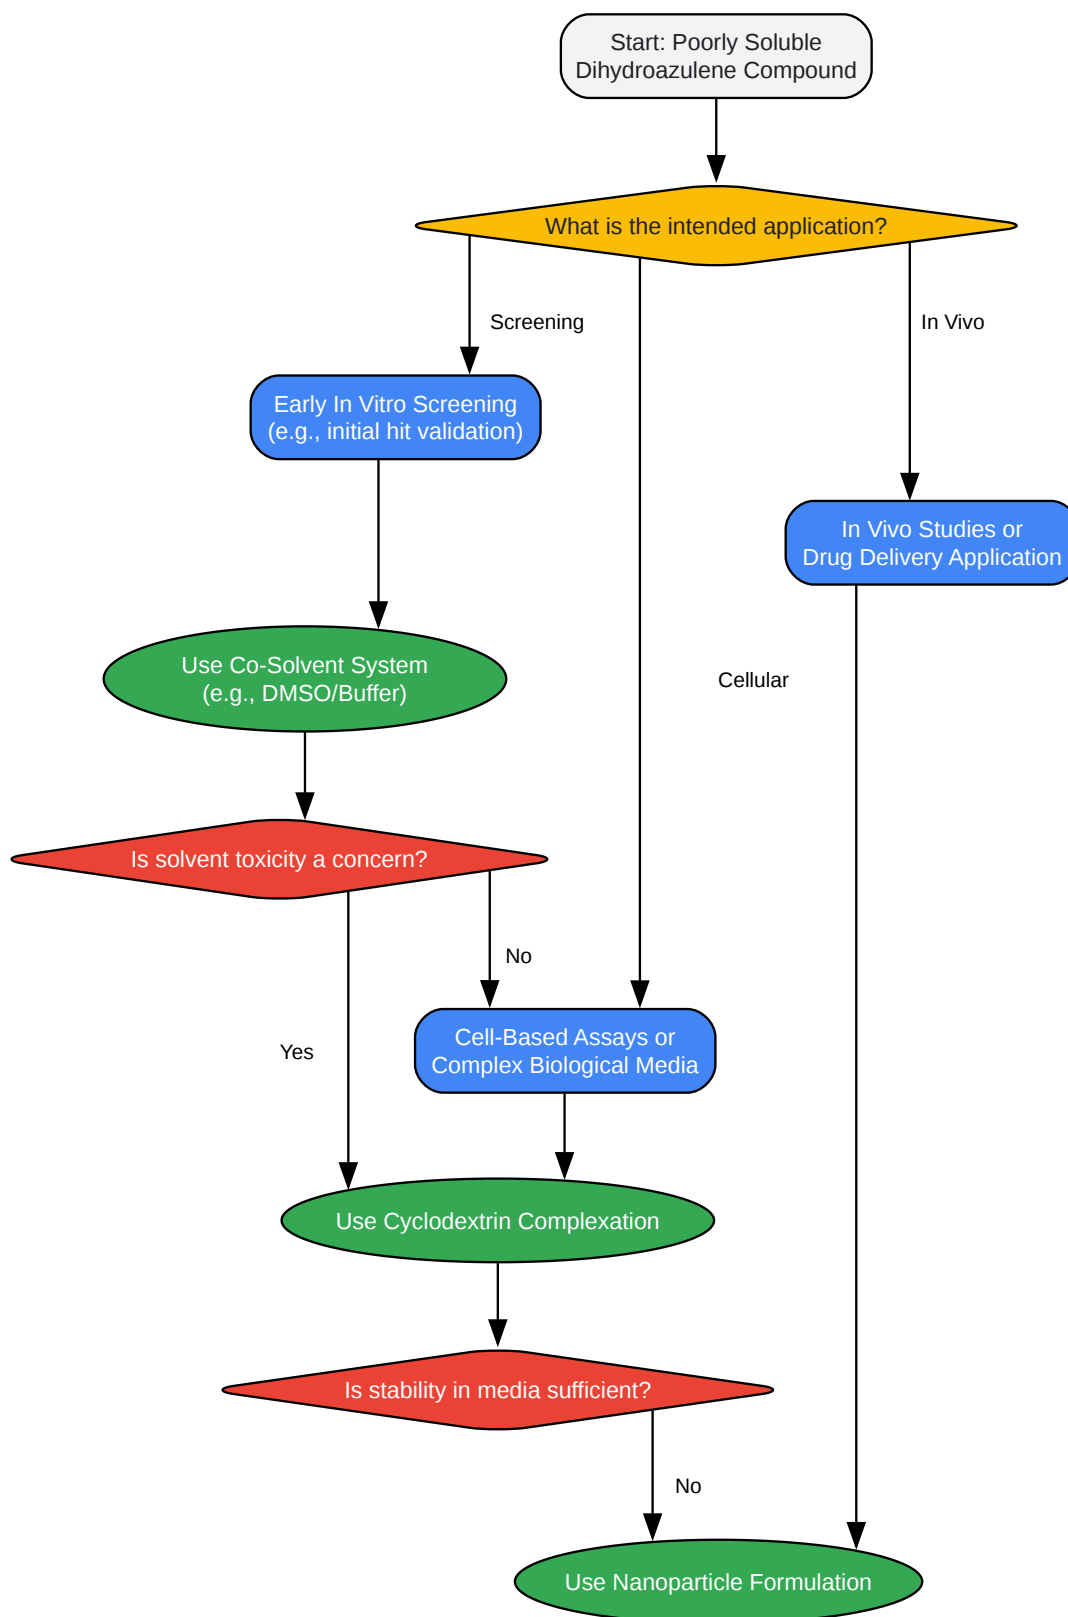 Start: Poorly Soluble
Dihydroazulene Compound
What is the intended application?
Screening
In Vivo
Early In Vitro Screening
(e.g., initial hit validation)
In Vivo Studies or
Drug Delivery Application
Use Co-Solvent System
(e.g., DMSO/Buffer)
Cellular
Is solvent toxicity a concern?
No
Yes
Cell-Based Assays or
Complex Biological Media
Use Cyclodextrin Complexation
Is stability in media sufficient?
No
Use Nanoparticle Formulation